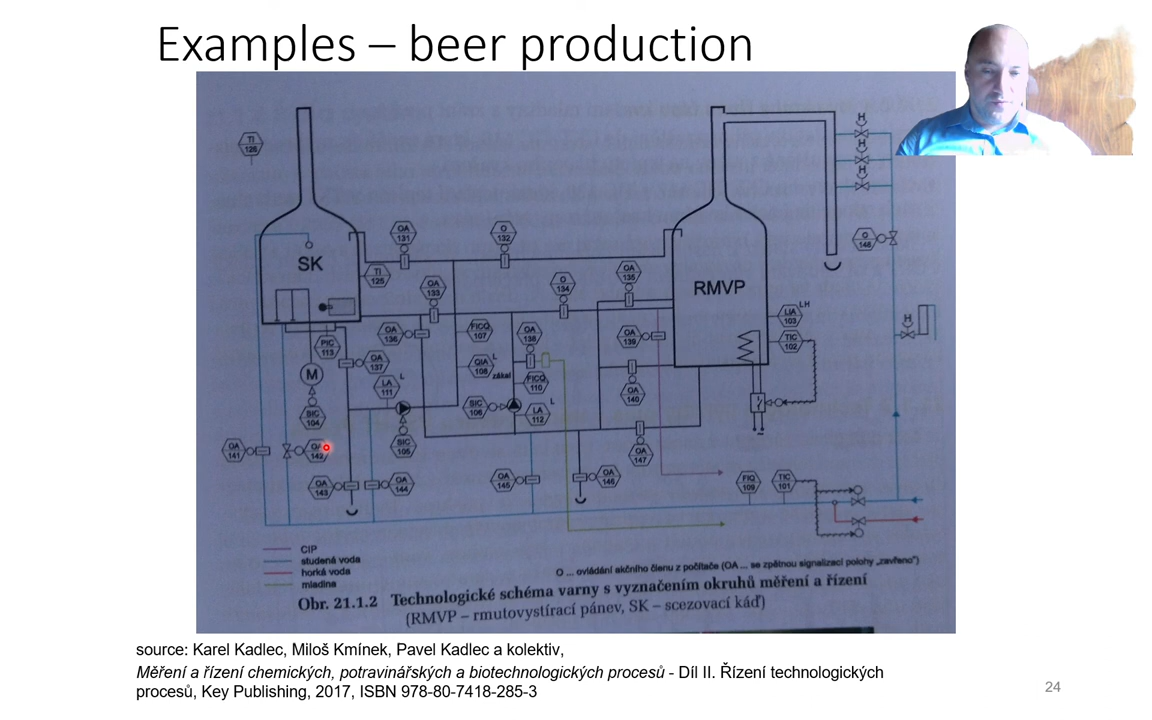 Examples – beer production
TI
126
H
H
H
OA
131
O
132
O
148
SK
TI
125
OA
133
O
134
OA
135
RMVP
LIA
103
LH
TIC
102
H
OA
136
FICQ
107
OA
138
OA
139
PIC
113
OA
137
QIA
108
L
zákal
FICQ
110
M
LA
111
L
OA
140
SIC
104
SIC
106
LA
112
L
SIC
105
OA
141
OA
142
OA
147
OA
143
OA
144
OA
145
OA
146
FIQ
109
TIC
101
CIP
studená voda
horká voda
mladina
O ... ovládání akčního členu z počítače (OA ... se zpětnou signalizací polohy „zavřeno“)
Obr. 21.1.2 Technologické schéma varny s vyznačením okruhů měření a řízení
(RMVP – rmutovystírací pánev, SK – scezovací káď)
source: Karel Kadlec, Miloš Kmínek, Pavel Kadlec a kolektiv,
Měření a řízení chemických, potravinářských a biotechnologických procesů - Díl II. Řízení technologických
procesů, Key Publishing, 2017, ISBN 978-80-7418-285-3
24